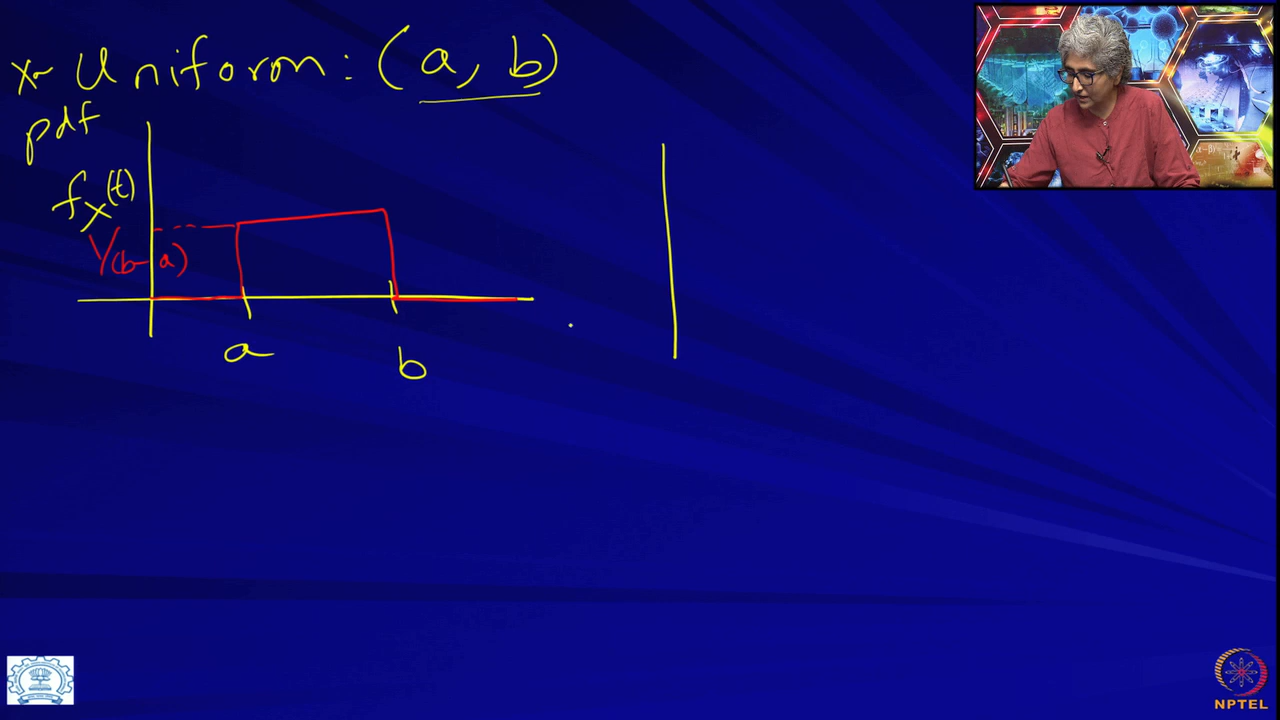 X~ Uniform: (a, b)
pdf
fX(t)
1/(b-a)
a
b
NPTEL